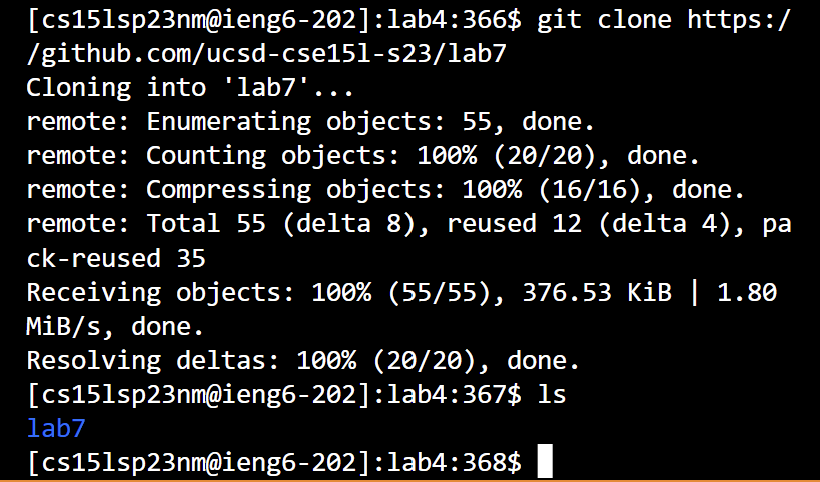 [cs15lsp23nm@ieng6-202]:lab4:366$ git clone https:/
/github.com/ucsd-cse15l-s23/lab7
Cloning into 'lab7'...
remote: Enumerating objects: 55, done.
remote: Counting objects: 100% (20/20), done.
remote: Compressing objects: 100% (16/16), done.
remote: Total 55 (delta 8), reused 12 (delta 4), pa
ck-reused 35
Receiving objects: 100% (55/55), 376.53 KiB | 1.80
MiB/s, done.
Resolving deltas: 100% (20/20), done.
[cs15lsp23nm@ieng6-202]:lab4:367$ ls
lab7
[cs15lsp23nm@ieng6-202]:lab4:368$